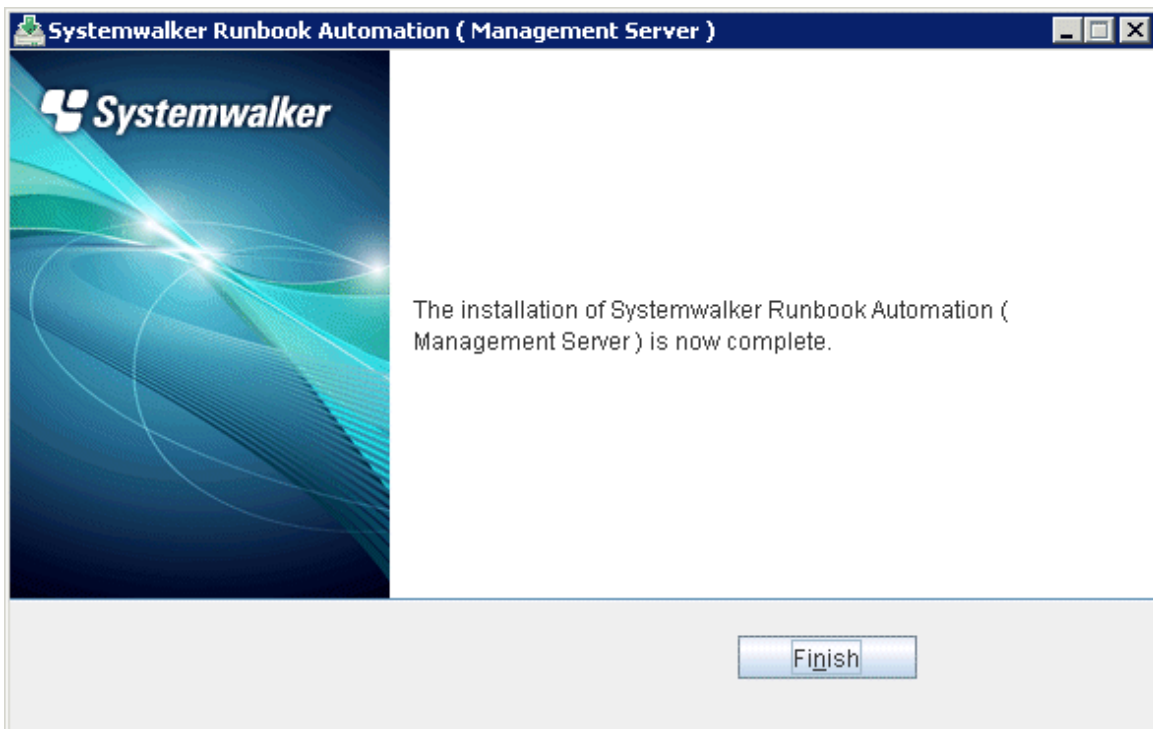 Systemwalker Runbook Automation ( Management Server )
Systemwalker
The installation of Systemwalker Runbook Automation (
Management Server ) is now complete.
Finish